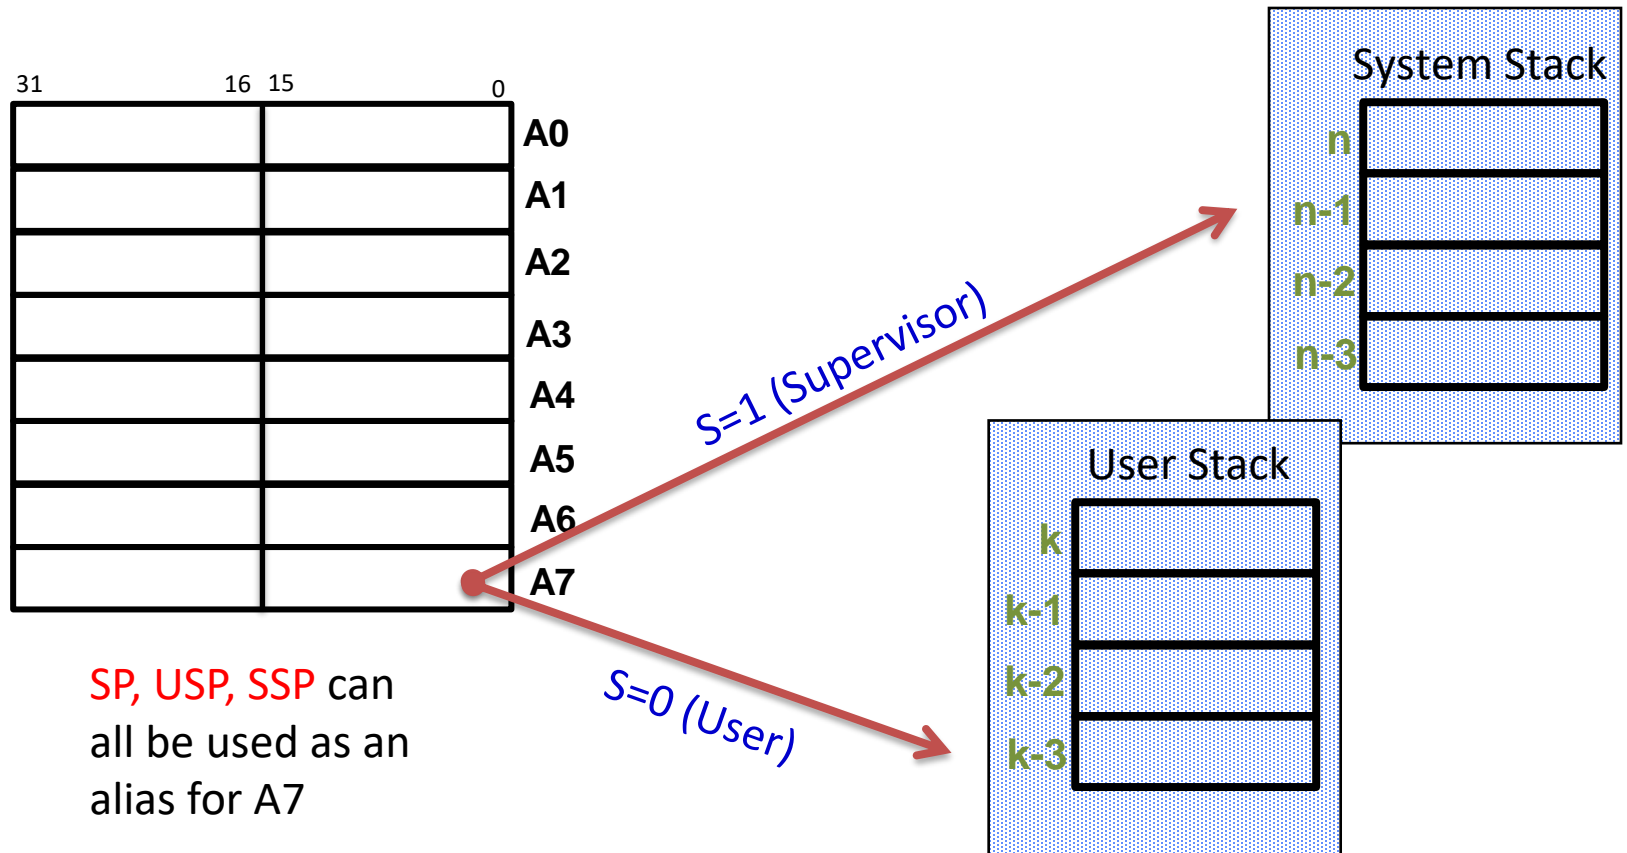 31 16 15 0
A0
A1
A2
A3
A4
A5
A6
A7
SP, USP, SSP can
all be used as an
alias for A7
S=1 (Supervisor)
S=0 (User)
System Stack
n
n-1
n-2
n-3
User Stack
k
k-1
k-2
k-3